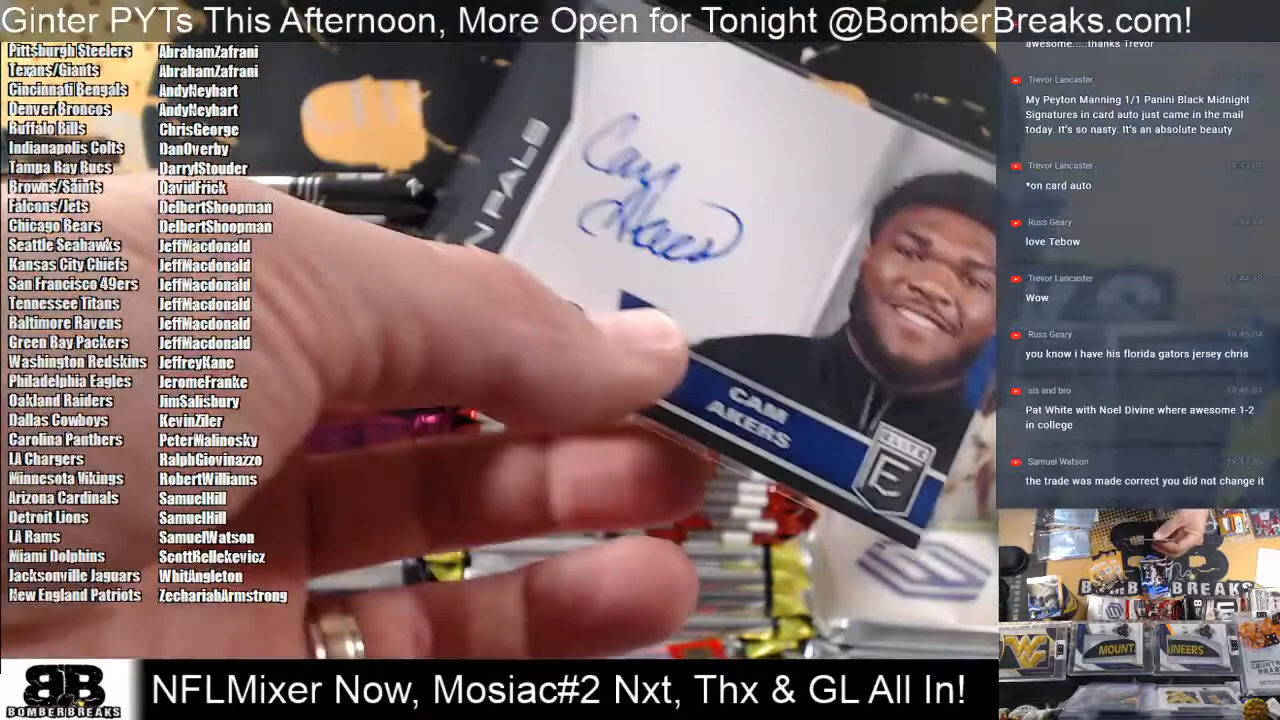 Ginter PYTs This Afternoon, More Open for Tonight @BomberBreaks.com!
Pittsburgh Steelers AbrahamZafrani
Texans/Giants AbrahamZafrani
Cincinnati Bengals AndyNeyhart
Denver Broncos AndyNeyhart
Buffalo Bills ChrisGeorge
Indianapolis Colts DanOverby
Tampa Bay Bucs DarrylStouder
Browns/Saints DavidFrick
Falcons/Jets DelbertShoopman
Chicago Bears DelbertShoopman
Seattle Seahawks JeffMacdonald
Kansas City Chiefs JeffMacdonald
San Francisco 49ers JeffMacdonald
Tennessee Titans JeffMacdonald
Baltimore Ravens JeffMacdonald
Green Bay Packers JeffMacdonald
Washington Redskins JeffreyKane
Philadelphia Eagles JeromeFranke
Oakland Raiders JimSalisbury
Dallas Cowboys KevinZiler
Carolina Panthers PeterMalinosky
LA Chargers RalphGiovinazzo
Minnesota Vikings RobertWilliams
Arizona Cardinals SamuelHill
Detroit Lions SamuelHill
LA Rams SamuelWatson
Miami Dolphins ScottBellekevicz
Jacksonville Jaguars WhitAngleton
New England Patriots ZechariahArmstrong
N PALS
Cam Akers
CAM
AKERS
ELITE
E
awesome.....thanks Trevor
Trevor Lancaster
My Peyton Manning 1/1 Panini Black Midnight
Signatures in card auto just came in the mail
today. It's so nasty. It's an absolute beauty
Trevor Lancaster
*on card auto
Russ Geary
love Tebow
Trevor Lancaster
Wow
Russ Geary
you know i have his florida gators jersey chris
sis and bro
Pat White with Noel Divine where awesome 1-2
in college
Samuel Watson
the trade was made correct you did not change it
BOMBER BREAKS
WV
MOUNT
AINEERS
BB
BOMBERBREAKS
NFLMixer Now, Mosiac#2 Nxt, Thx & GL All In!